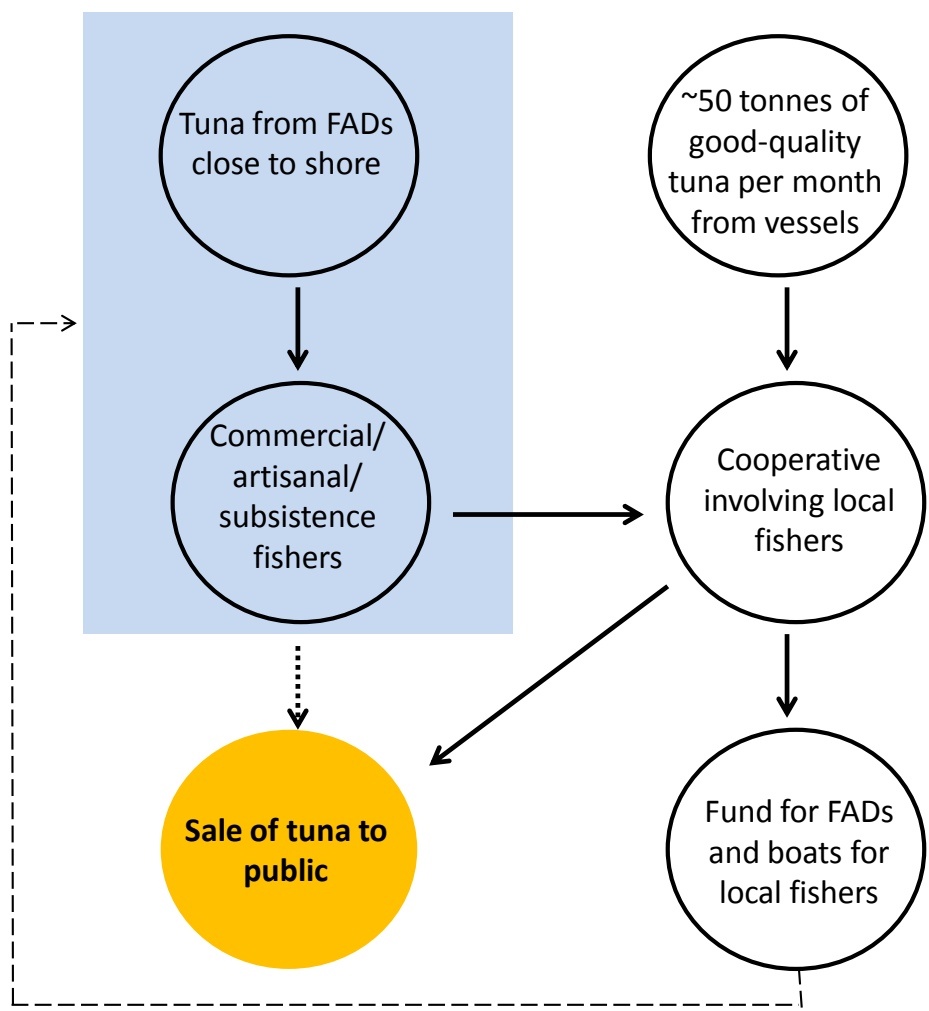 Tuna from FADs
close to shore
~50 tonnes of
good-quality
tuna per month
from vessels
Commercial/
artisanal/
subsistence
fishers
Cooperative
involving local
fishers
Sale of tuna to
public
Fund for FADs
and boats for
local fishers